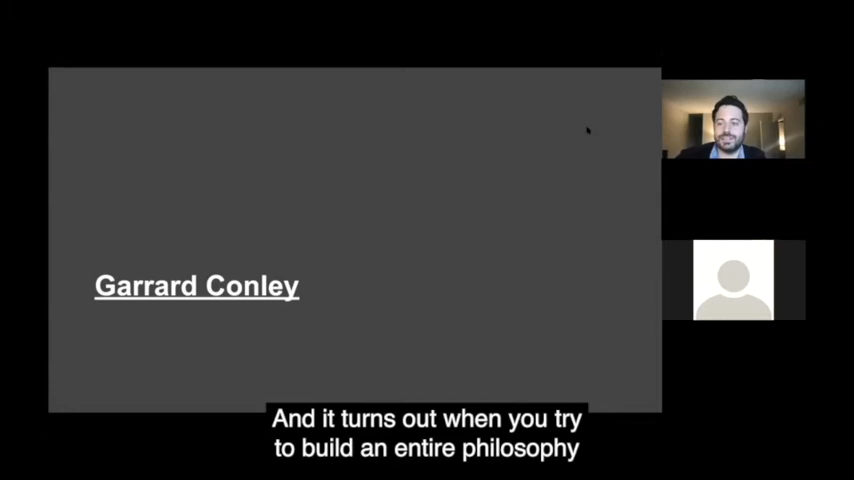 Garrard Conley
And it turns out when you try
to build an entire philosophy